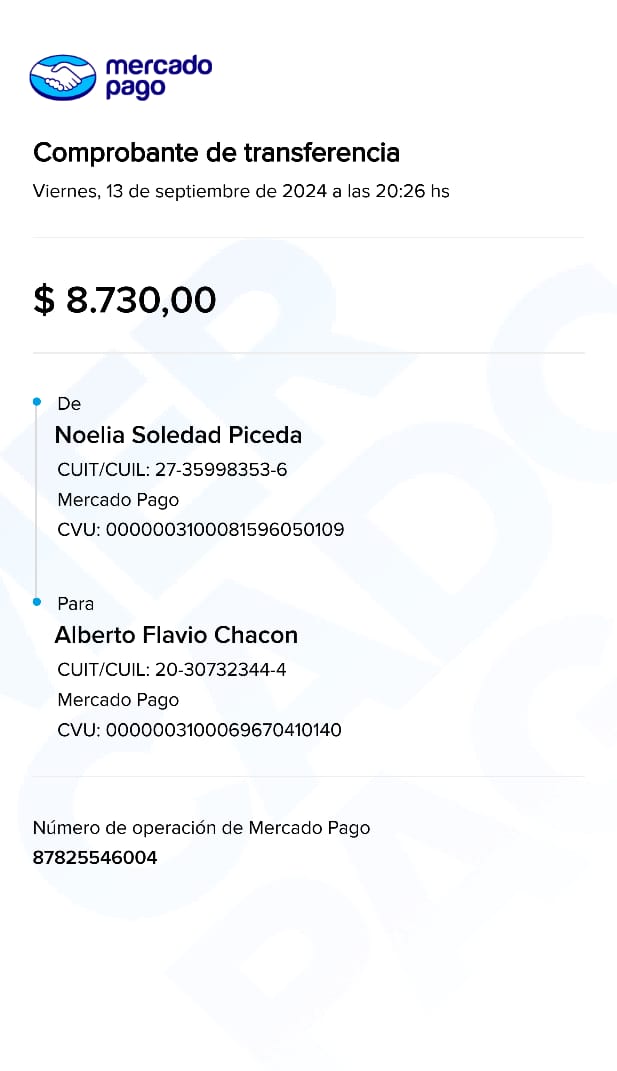 mercado
pago
Comprobante de transferencia
Viernes, 13 de septiembre de 2024 a las 20:26 hs
$ 8.730,00
De
Noelia Soledad Piceda
CUIT/CUIL: 27-35998353-6
Mercado Pago
CVU: 0000003100081596050109
Para
Alberto Flavio Chacon
CUIT/CUIL: 20-30732344-4
Mercado Pago
CVU: 0000003100069670410140
Número de operación de Mercado Pago
87825546004